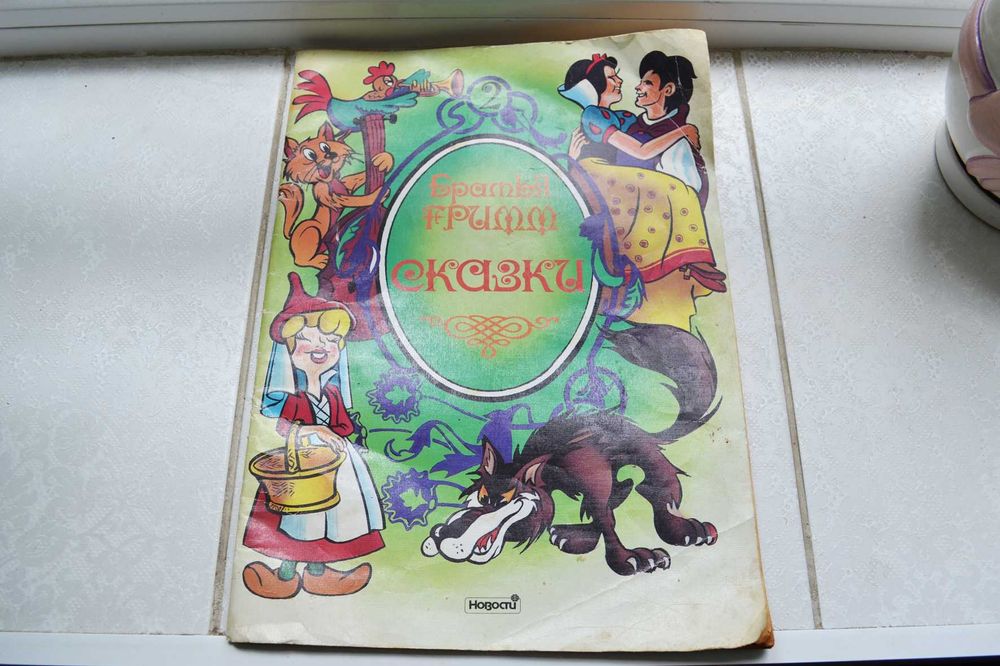 2
Братья
Гримм
Сказки
Новости